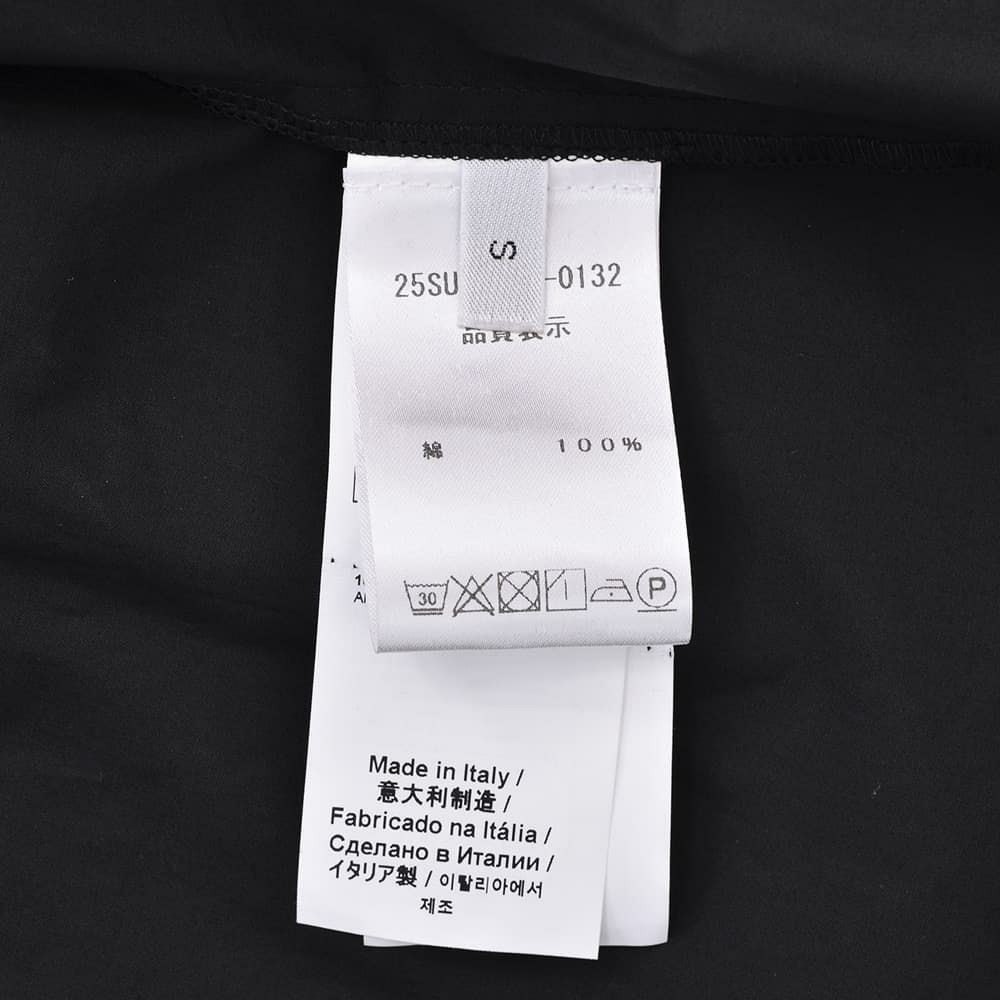 S
25SU -0132
品質表示
綿 100%
30
P
Made in Italy /
意大利制造 /
Fabricado na Itália /
Сделано в Италии /
イタリア製 / 이탈리아에서
제조